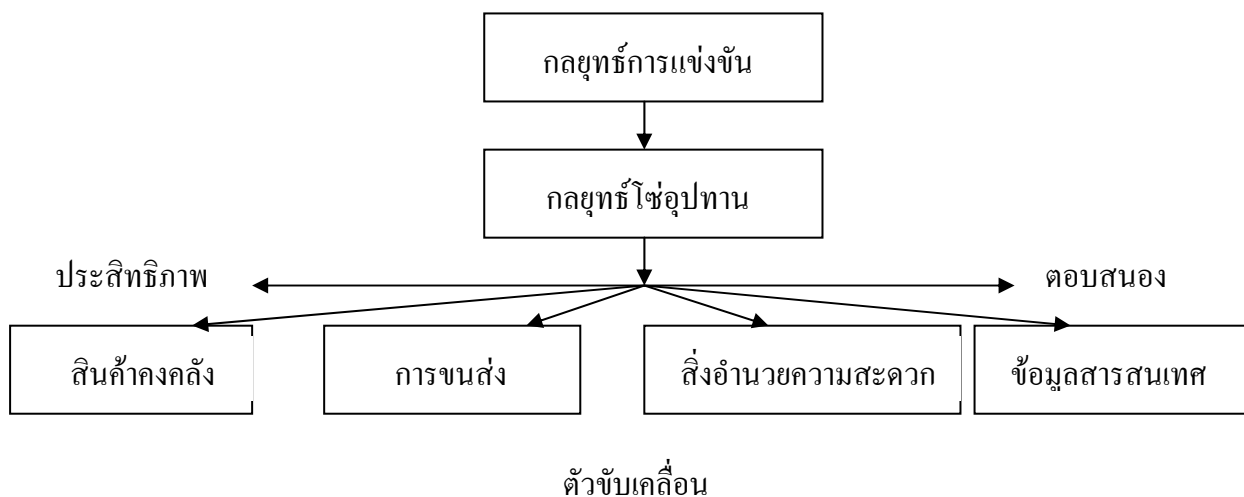 กลยุทธ์การแข่งขัน
กลยุทธ์โซ่อุปทาน
ประสิทธิภาพ
ตอบสนอง
สินค้าคงคลัง
การขนส่ง
สิ่งอำนวยความสะดวก
ข้อมูลสารสนเทศ
ตัวขับเคลื่อน